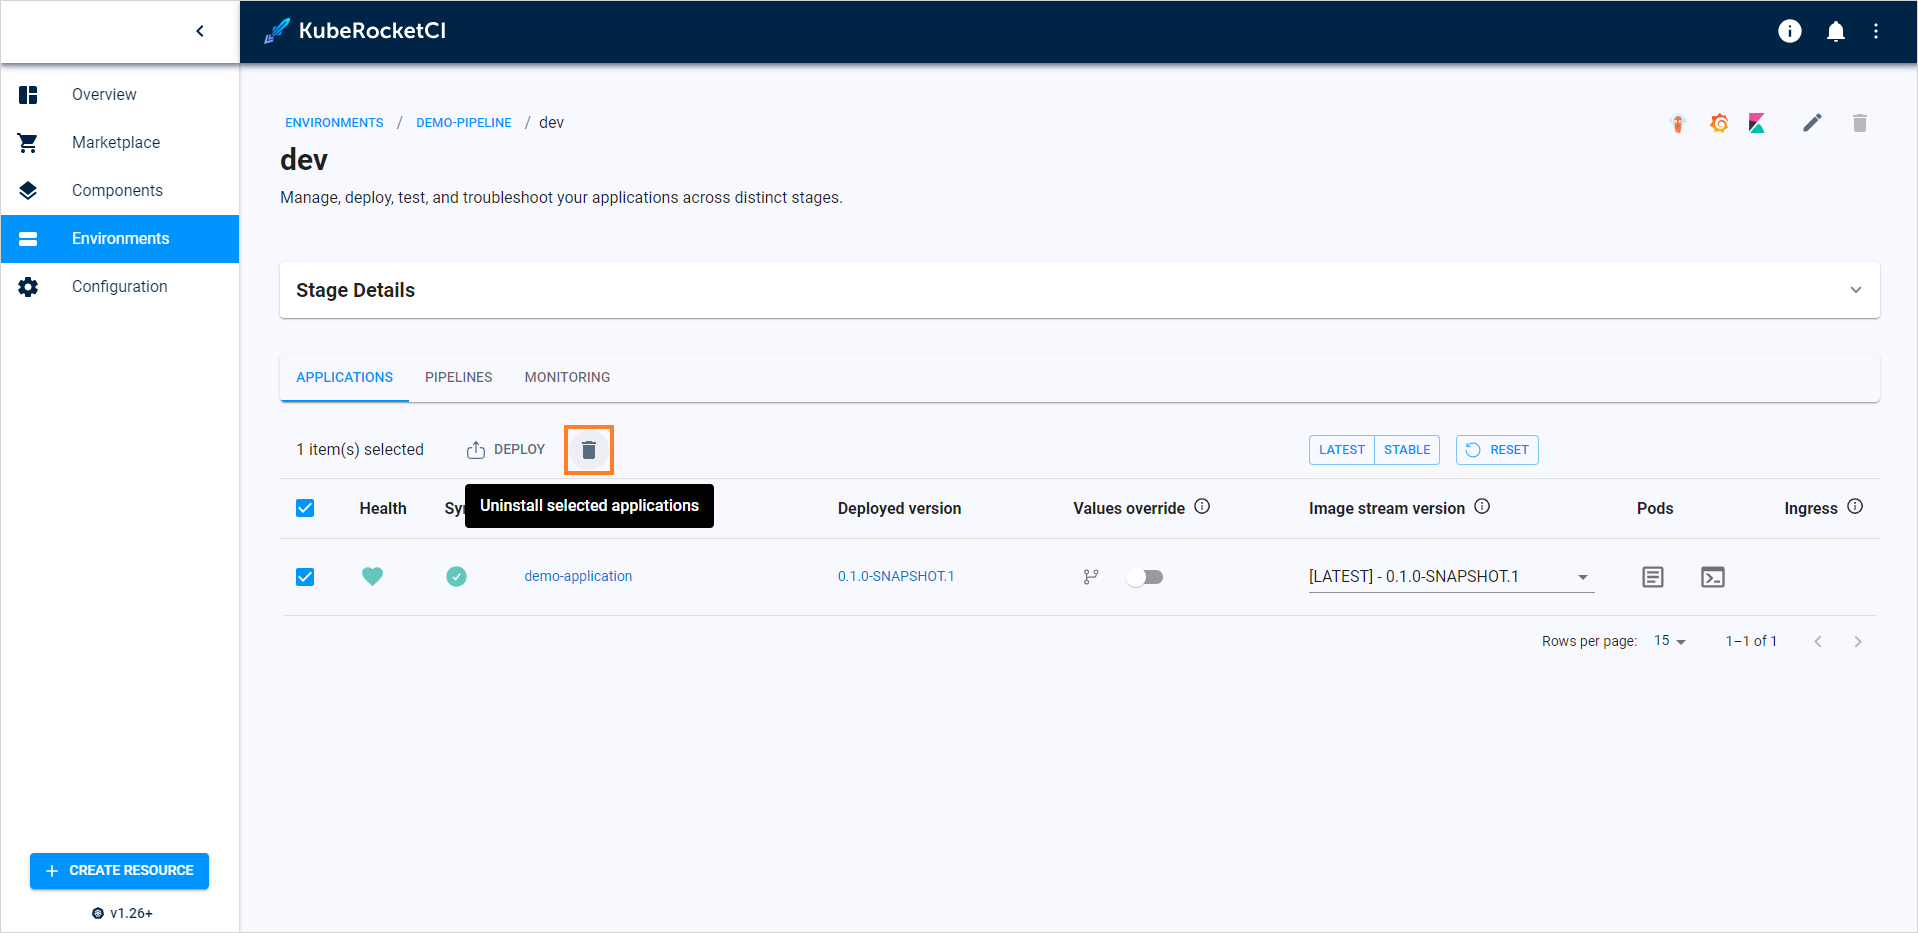 KubeRocketCI
Overview
Marketplace
Components
Environments
Configuration
CREATE RESOURCE
v1.26+
ENVIRONMENTS / DEMO-PIPELINE / dev
dev
Manage, deploy, test, and troubleshoot your applications across distinct stages.
Stage Details
APPLICATIONS PIPELINES MONITORING
1 item(s) selected DEPLOY LATEST STABLE RESET
Uninstall selected applications
Health Sy Deployed version Values override Image stream version Pods Ingress
demo-application 0.1.0-SNAPSHOT.1 [LATEST] - 0.1.0-SNAPSHOT.1
Rows per page: 15 1–1 of 1